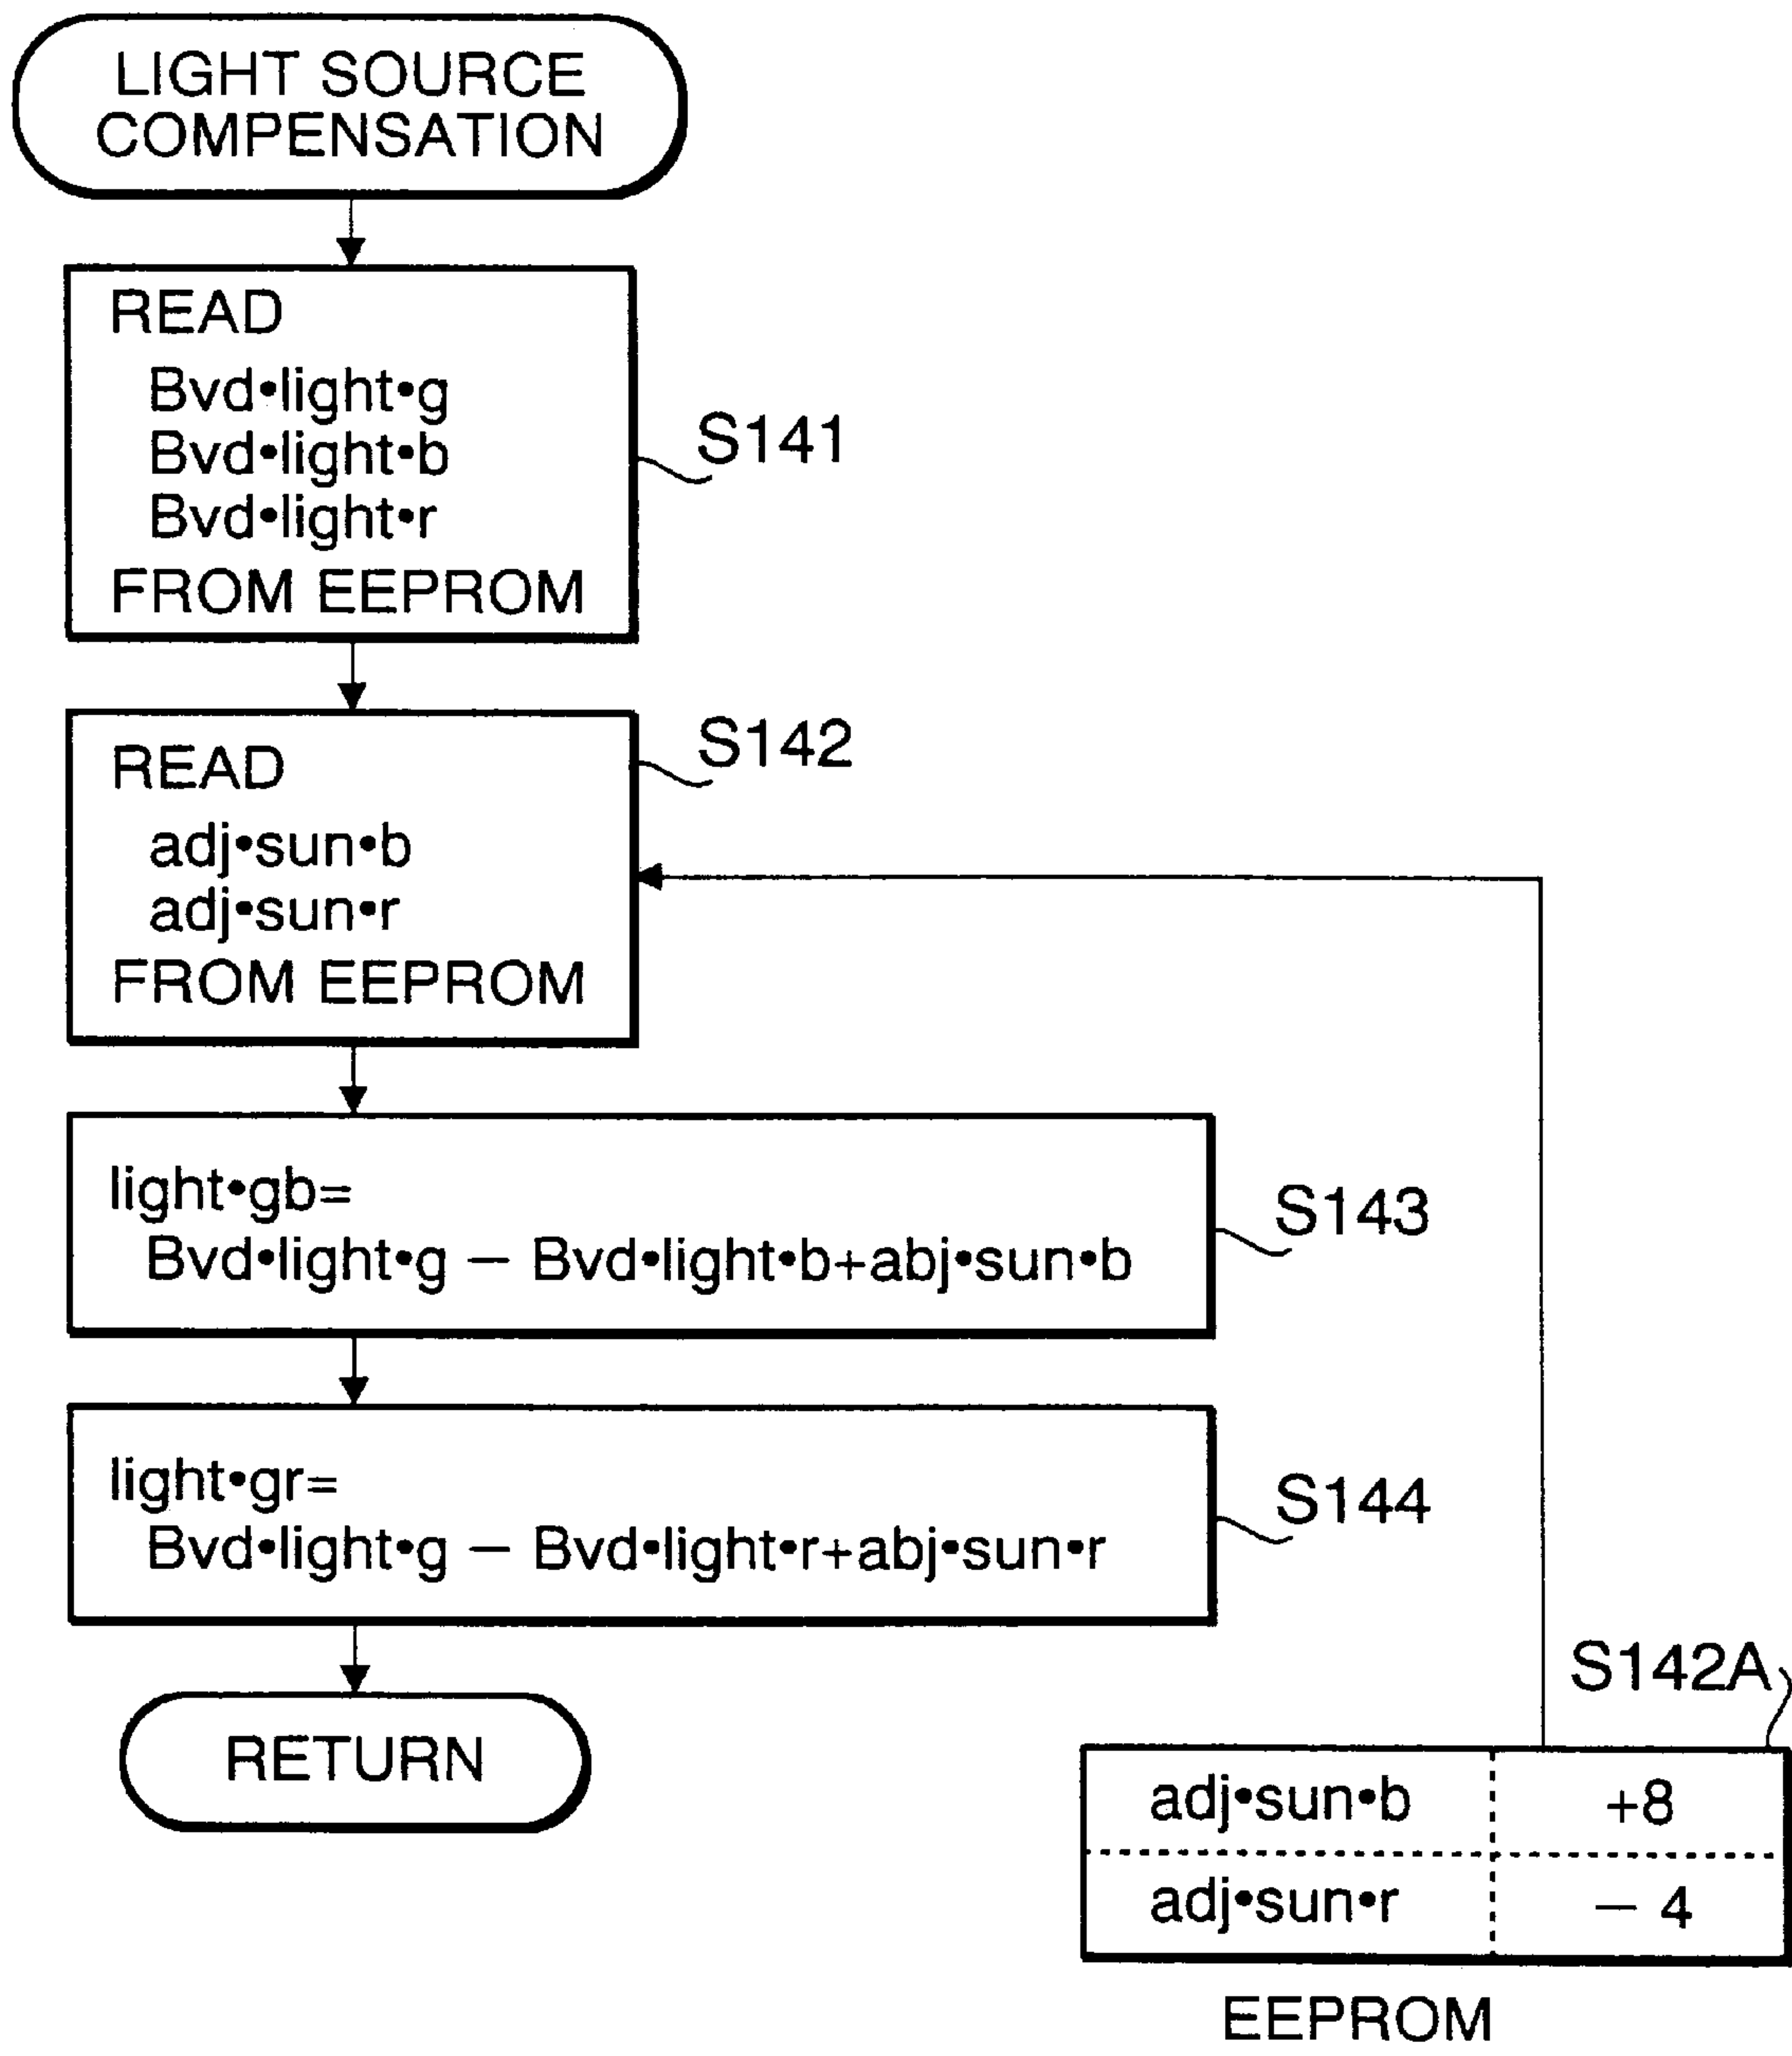 LIGHT SOURCE
COMPENSATION
READ
Bvd•light•g
Bvd•light•b
Bvd•light•r
FROM EEPROM
S141
READ
adj•sun•b
adj•sun•r
FROM EEPROM
S142
light•gb=
Bvd•light•g — Bvd•light•b+abj•sun•b
S143
light•gr=
Bvd•light•g — Bvd•light•r+abj•sun•r
S144
RETURN
S142A
adj•sun•b +8
adj•sun•r — 4
EEPROM